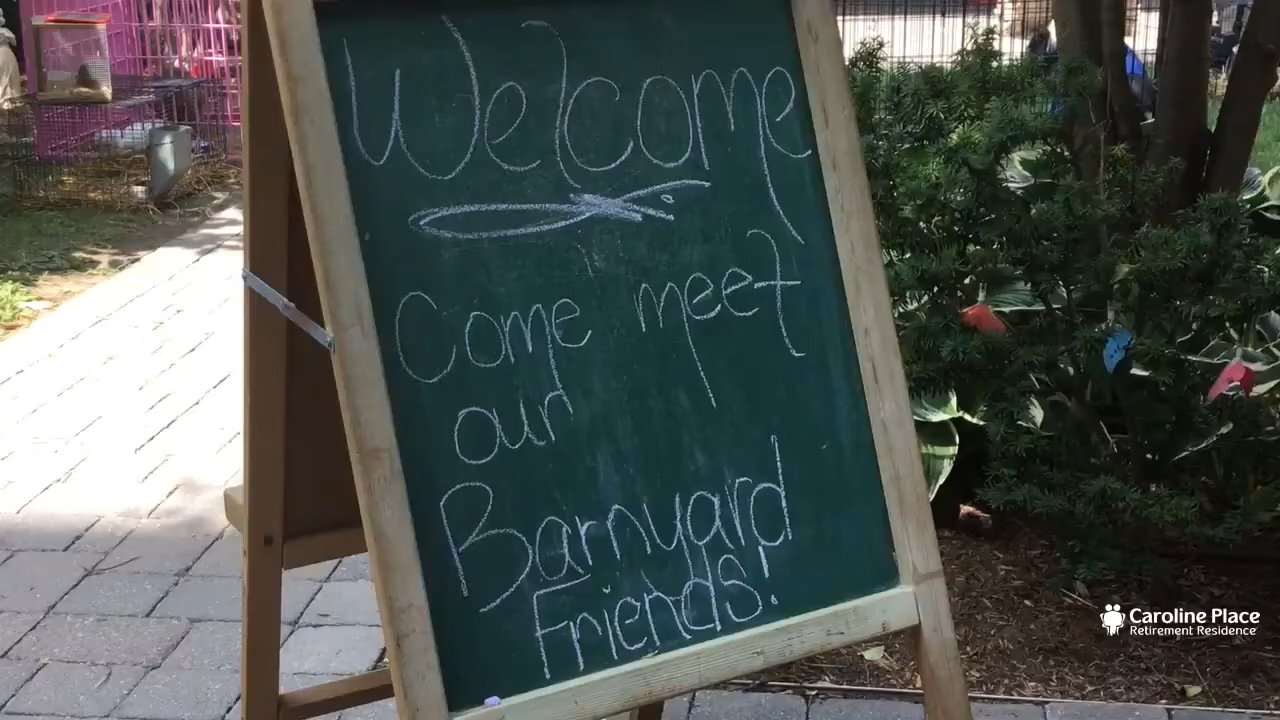 Welcome
Come meet
our
Barnyard
Friends!
Caroline Place
Retirement Residence